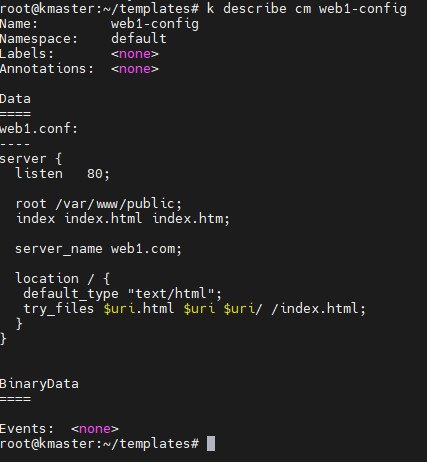 root@kmaster:~/templates# k describe cm web1-config
Name:         web1-config
Namespace:    default
Labels:       <none>
Annotations:  <none>

Data
====
web1.conf:
----
server {
  listen   80;

  root /var/www/public;
  index index.html index.htm;

  server_name web1.com;

  location / {
   default_type "text/html";
   try_files $uri.html $uri $uri/ /index.html;
  }
}


BinaryData
====

Events:  <none>
root@kmaster:~/templates#